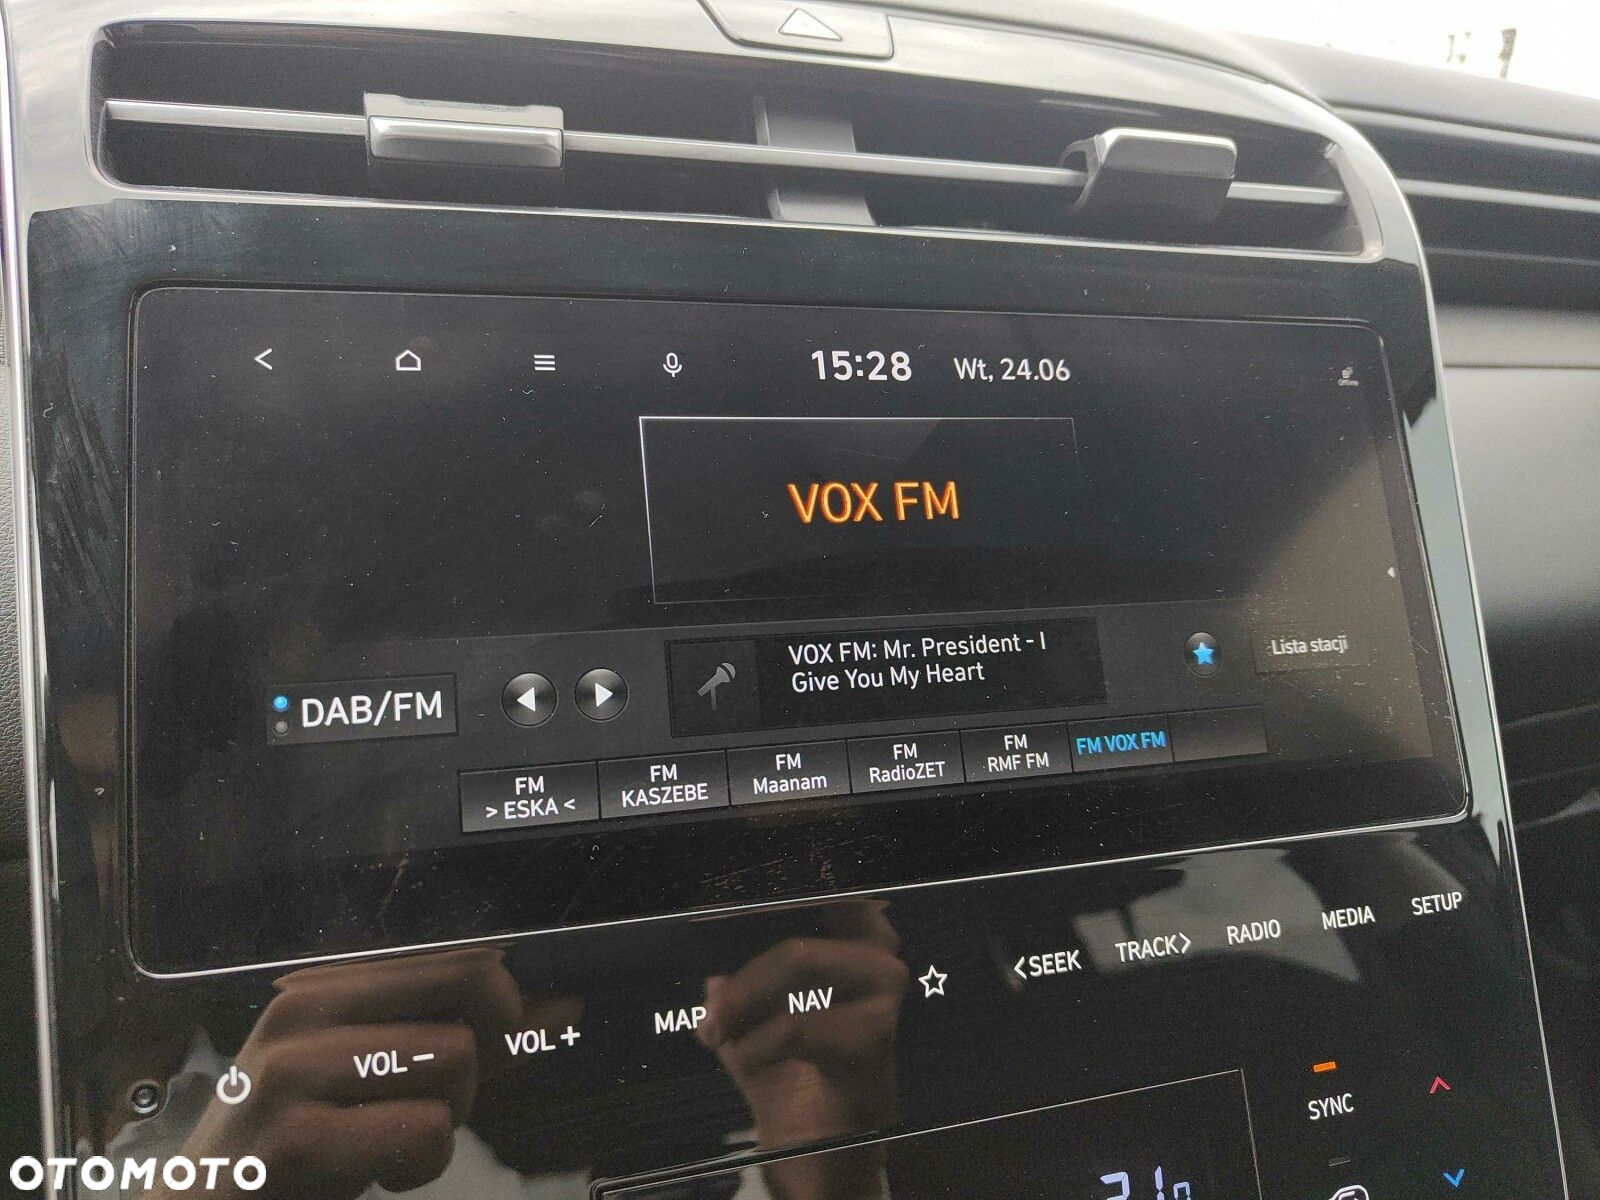 15:28 Wt, 24.06
VOX FM
VOX FM: Mr. President - I
Give You My Heart
Lista stacji
DAB/FM
FM
> ESKA <
FM
KASZEBE
FM
Maanam
FM
RadioZET
FM
RMF FM
FM VOX FM
VOL−
VOL+
MAP
NAV
<SEEK
TRACK>
RADIO
MEDIA
SETUP
SYNC
OTOMOTO